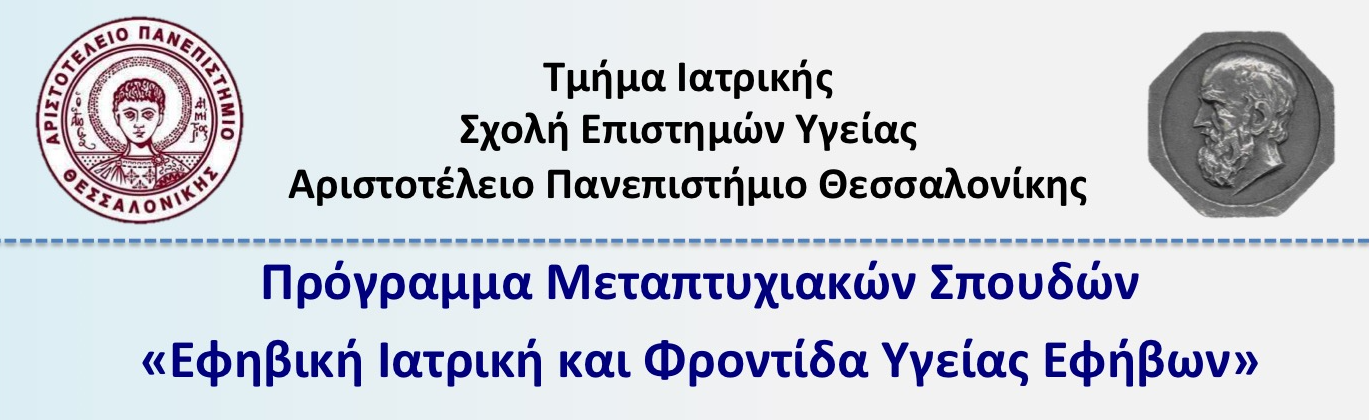 ΑΡΙΣΤΟΤΕΛΕΙΟ ΠΑΝΕΠΙΣΤΗΜΙΟ
ΘΕΣΣΑΛΟΝΙΚΗΣ
Τμήμα Ιατρικής
Σχολή Επιστημών Υγείας
Αριστοτέλειο Πανεπιστήμιο Θεσσαλονίκης
Πρόγραμμα Μεταπτυχιακών Σπουδών
«Εφηβική Ιατρική και Φροντίδα Υγείας Εφήβων»